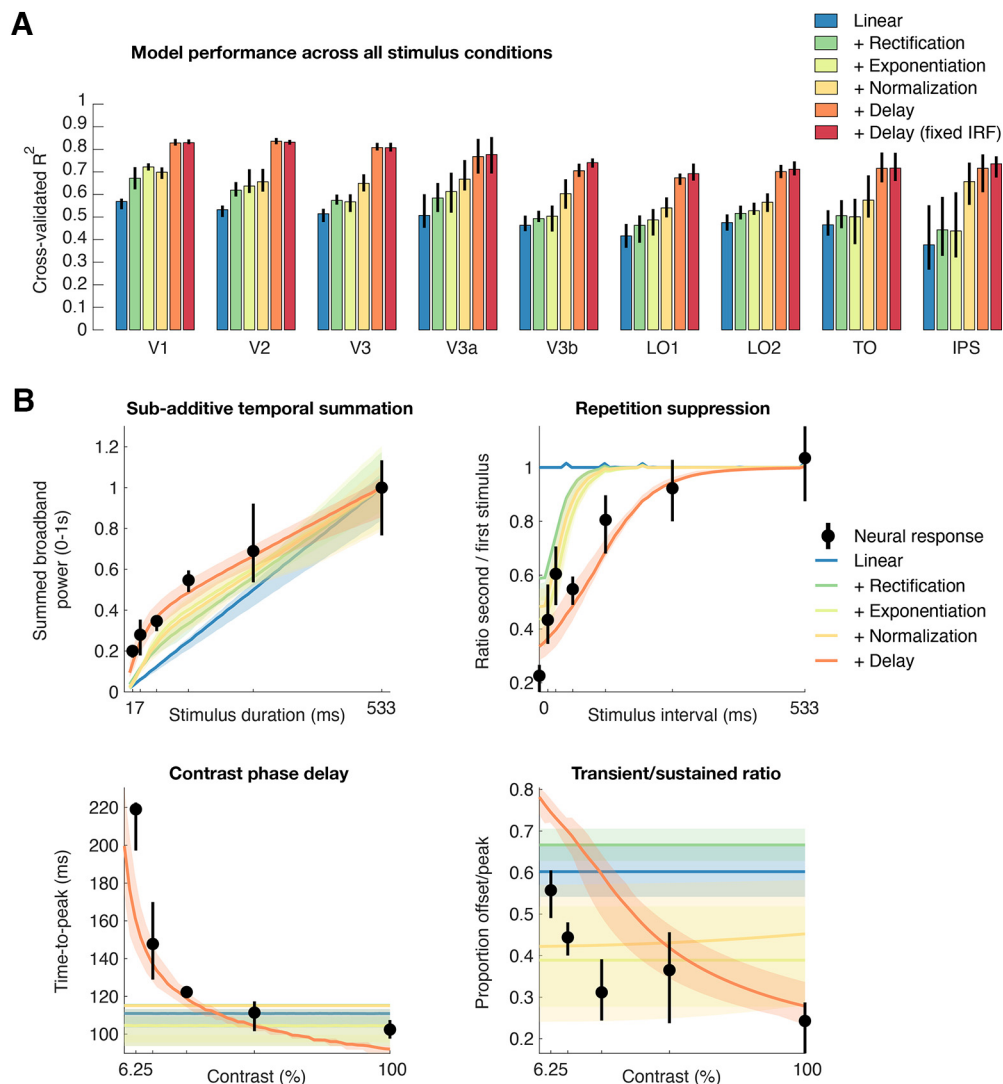 A
Model performance across all stimulus conditions
Linear
+ Rectification
+ Exponentiation
+ Normalization
+ Delay
+ Delay (fixed IRF)
Cross-validated R²
1
0.9
0.8
0.7
0.6
0.5
0.4
0.3
0.2
0.1
0
V1 V2 V3 V3a V3b LO1 LO2 TO IPS
B
Sub-additive temporal summation
Summed broadband
power (0-1s)
1.2
1
0.8
0.6
0.4
0.2
0
17 533
Stimulus duration (ms)
Repetition suppression
Ratio second / first stimulus
1
0.8
0.6
0.4
0.2
0 533
Stimulus interval (ms)
Neural response
Linear
+ Rectification
+ Exponentiation
+ Normalization
+ Delay
Contrast phase delay
Time-to-peak (ms)
220
200
180
160
140
120
100
6.25 100
Contrast (%)
Transient/sustained ratio
Proportion offset/peak
0.8
0.7
0.6
0.5
0.4
0.3
0.2
6.25 100
Contrast (%)